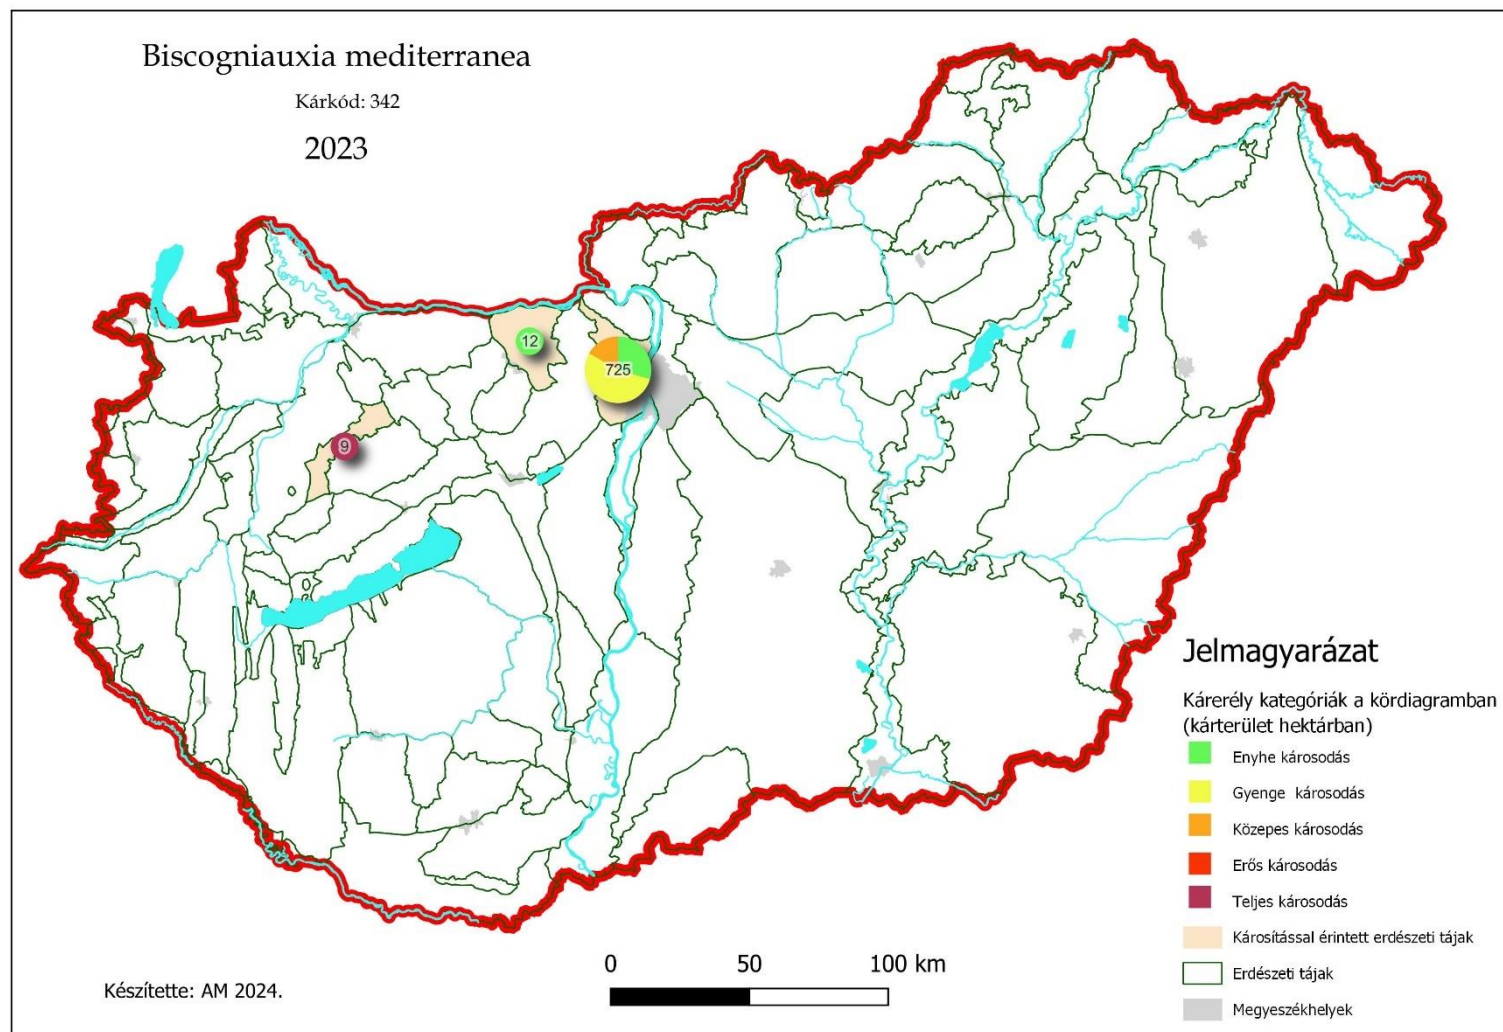 Biscogniauxia mediterranea
Kárkód: 342
2023
12
725
9
Jelmagyarázat
Kárerély kategóriák a kördiagramban
(kárterület hektárban)
Enyhe károsodás
Gyenge károsodás
Közepes károsodás
Erős károsodás
Teljes károsodás
Károsítással érintett erdészeti tájak
Erdészeti tájak
Megyeszékhelyek
0 50 100 km
Készítette: AM 2024.